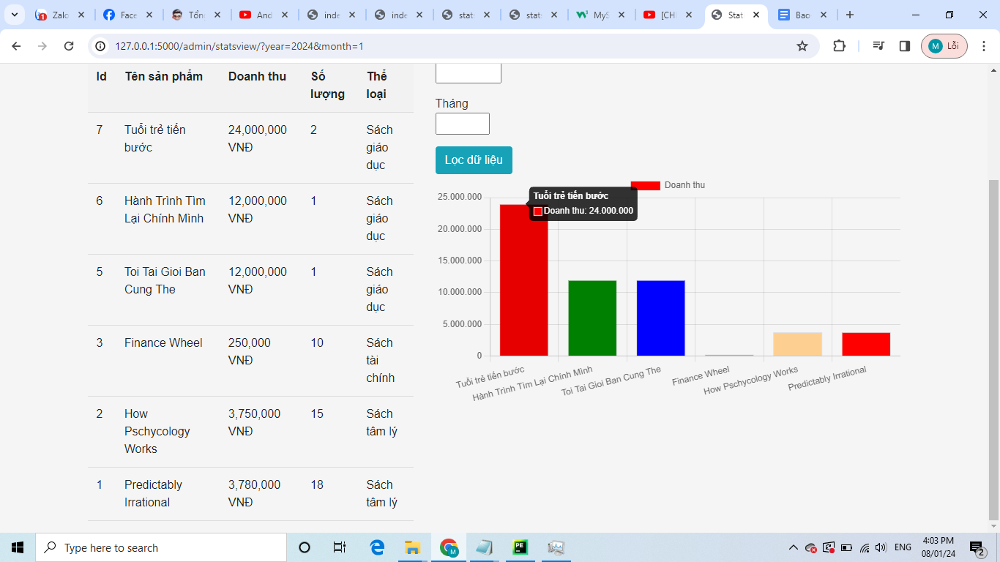 Zalo
Face
Tổn
And
inde
inde
stat
stat
MyS
[CH
Stat
Bao
127.0.0.1:5000/admin/statsview/?year=2024&month=1
M
Lỗi
Id
Tên sản phẩm
Doanh thu
Số
lượng
Thể
loại
7
Tuổi trẻ tiến
bước
24,000,000
VNĐ
2
Sách
giáo
dục
6
Hành Trình Tìm
Lại Chính Mình
12,000,000
VNĐ
1
Sách
giáo
dục
5
Toi Tai Gioi Ban
Cung The
12,000,000
VNĐ
1
Sách
giáo
dục
3
Finance Wheel
250,000
VNĐ
10
Sách
tài
chính
2
How
Pschycology
Works
3,750,000
VNĐ
15
Sách
tâm lý
1
Predictably
Irrational
3,780,000
VNĐ
18
Sách
tâm lý
Tháng
Lọc dữ liệu
Doanh thu
Tuổi trẻ tiến bước
Doanh thu: 24.000.000
25.000.000
20.000.000
15.000.000
10.000.000
5.000.000
0
Tuổi trẻ tiến bước
Hành Trình Tìm Lại Chính Mình
Toi Tai Gioi Ban Cung The
Finance Wheel
How Pschycology Works
Predictably Irrational
Type here to search
ENG
4:03 PM
08/01/24
2